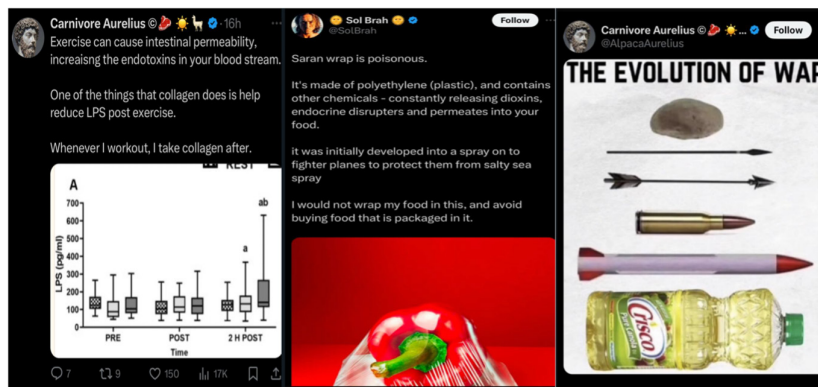 Carnivore Aurelius © 🥩 ☀️ 🦙 · 16h
Exercise can cause intestinal permeability,
increaisng the endotoxins in your blood stream.
One of the things that collagen does is help
reduce LPS post exercise.
Whenever I workout, I take collagen after.
REST
A
LPS (pg/ml)
700
600
500
400
300
200
100
0
a
ab
PRE
POST
2 H POST
Time
7
9
150
17K
🌞 Sol Brah 🌞
@SolBrah
Follow
Saran wrap is poisonous.
It's made of polyethylene (plastic), and contains
other chemicals - constantly releasing dioxins,
endocrine disrupters and permeates into your
food.
it was initially developed into a spray on to
fighter planes to protect them from salty sea
spray
I would not wrap my food in this, and avoid
buying food that is packaged in it.
Carnivore Aurelius © 🥩 ☀️ ...
@AlpacaAurelius
Follow
THE EVOLUTION OF WAR
Crisco